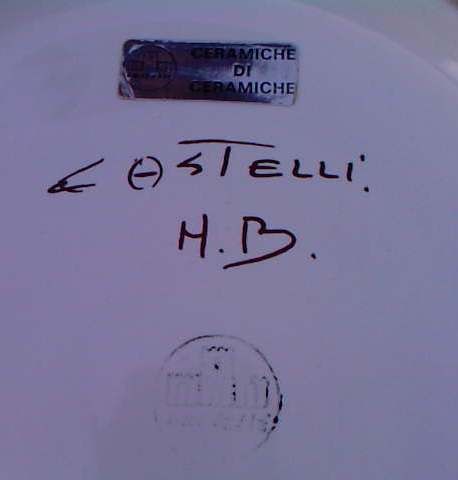 CERAMICHE
DI
CERAMICHE
CASTELLI.
H.B.